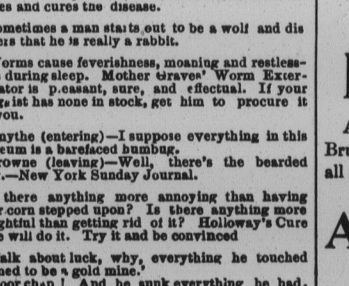 es and cures the disease.
ometimes a man starts out to be a wolf and dis
ers that he is really a rabbit.
orms cause feverishness, moaning and restless-
during sleep. Mother Graves' Worm Exter-
ator is pleasant, sure, and effectual. If your
gist has none in stock, get him to procure it
you.
nythe (entering)—I suppose everything in this
eum is a barefaced humbug.
rowne (leaving)—Well, there's the bearded
.—New York Sunday Journal.
there anything more annoying than having
r corn stepped upon? Is there anything more
ghtful than getting rid of it? Holloway's Cure
e will do it. Try it and be convinced
alk about luck, why, everything he touched
ned to be a gold mine.'
oor chap! And he sunk everything he had.
Bru
all
A